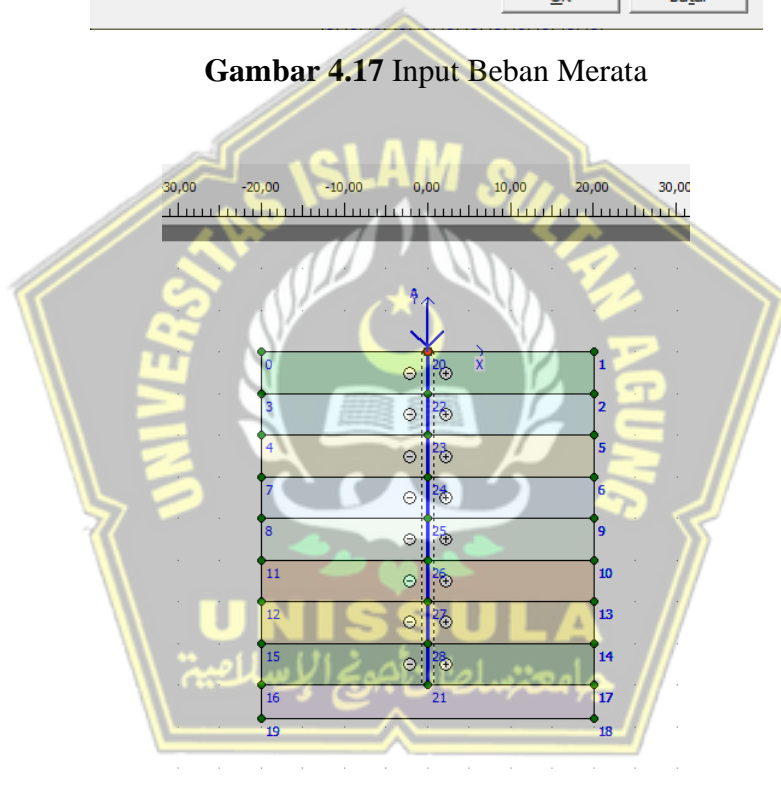 Gambar 4.17 Input Beban Merata
30,00 -20,00 -10,00 0,00 10,00 20,00 30,00
UNIVERSITAS ISLAM SULTAN AGUNG
A
0 20 X 1
3 22 2
4 23 5
7 24 6
8 25 9
11 26 10
12 27 13
UNISSULA
15 28 14
16 21 17
19 18